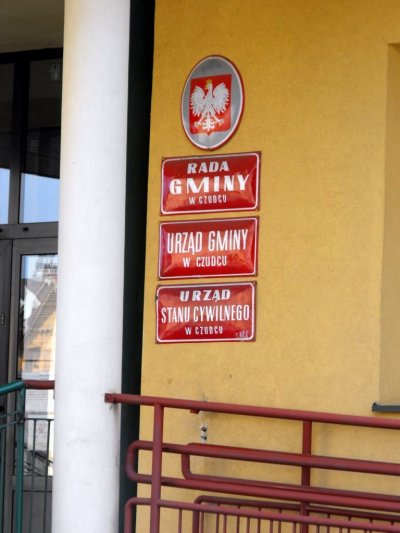 RADA
GMINY
W CZUDCU
URZĄD GMINY
W CZUDCU
URZĄD
STANU CYWILNEGO
W CZUDCU